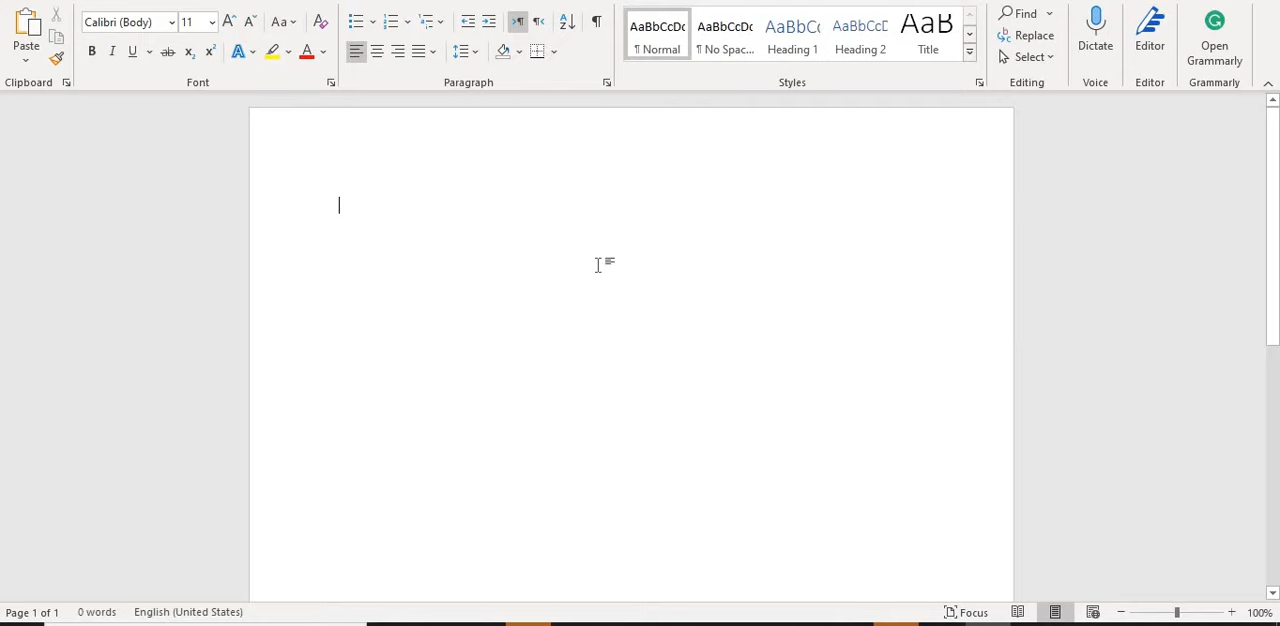 Calibri (Body) 11 Aa
Paste
Clipboard
Font
Paragraph
AaBbCcDc AaBbCcDc AaBbC( AaBbCcD AaB
¶ Normal ¶ No Spac... Heading 1 Heading 2 Title
Styles
Find
Replace
Select
Editing
Dictate
Voice
Editor
Editor
Open
Grammarly
Grammarly
Page 1 of 1 0 words English (United States) Focus 100%